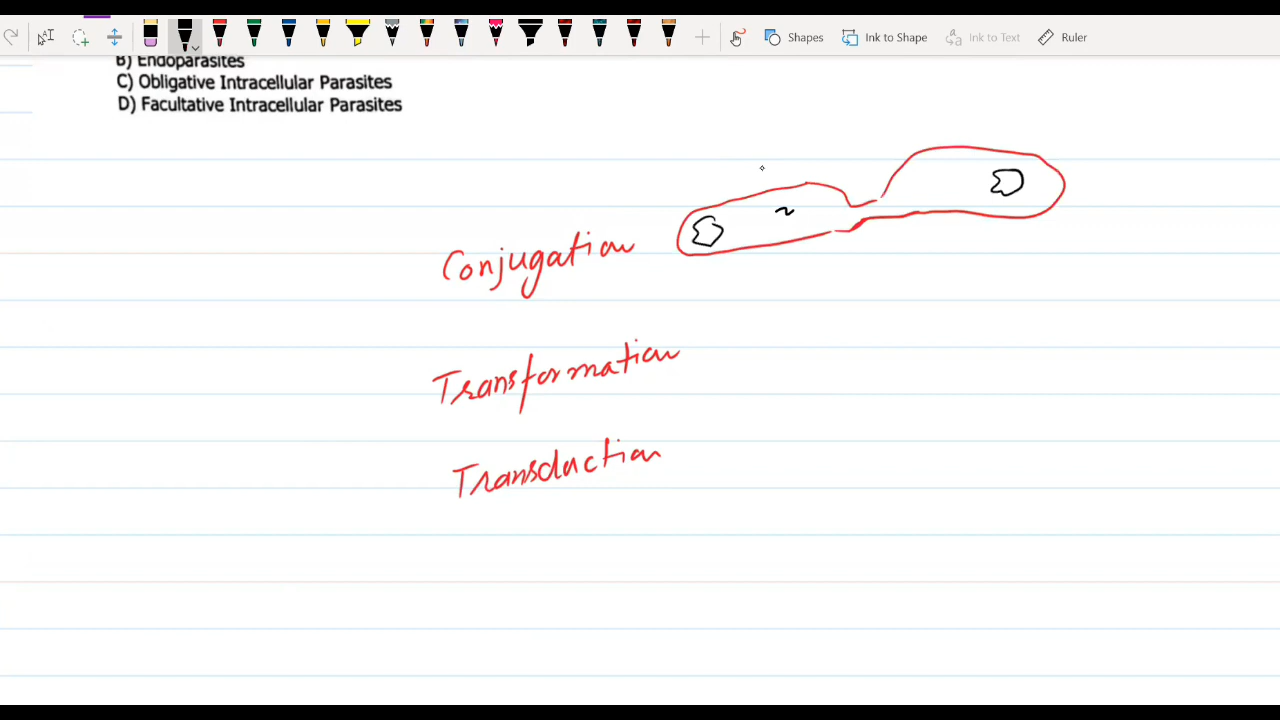 Shapes
Ink to Shape
Ink to Text
Ruler
B) Endoparasites
C) Obligative Intracellular Parasites
D) Facultative Intracellular Parasites
Conjugation
Transformation
Transduction